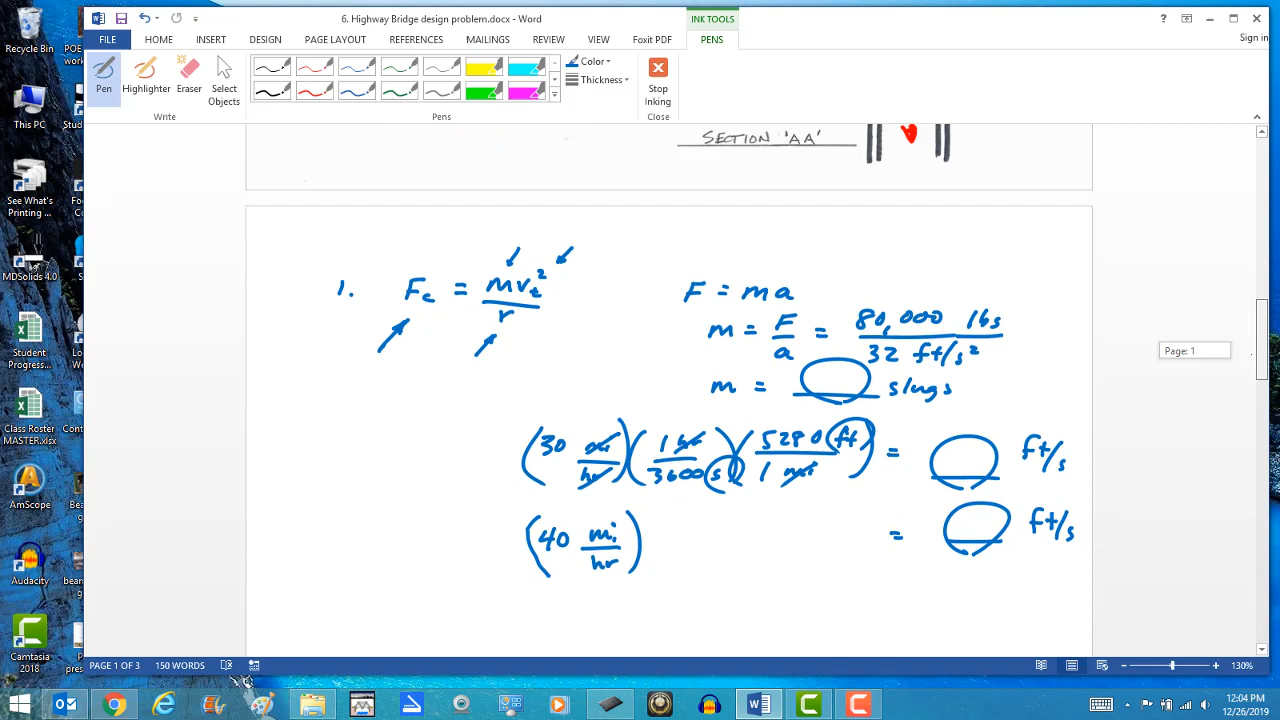 Recycle Bin
POE
work
6. Highway Bridge design problem.docx - Word
INK TOOLS
?
FILE HOME INSERT DESIGN PAGE LAYOUT REFERENCES MAILINGS REVIEW VIEW Foxit PDF PENS
Sign in
Pen Highlighter Eraser Select Objects
Color
Thickness
Stop Inking
Write Pens Close
This PC
Stud
See What's Printing ...
MDSolids 4.0
Student Progress...
Class Roster MASTER.xlsx
AmScope
Audacity
Camtasia 2018
SECTION 'AA'
1. Fc = mvt² / r
F = ma
m = F/a = 80,000 lbs / 32 ft/s²
m = slugs
(30 mi/hr)(1 hr/3600 s)(5280 ft/1 mi) = ft/s
(40 mi/hr) = ft/s
Page: 1
PAGE 1 OF 3 150 WORDS 130%
12:04 PM
12/26/2019